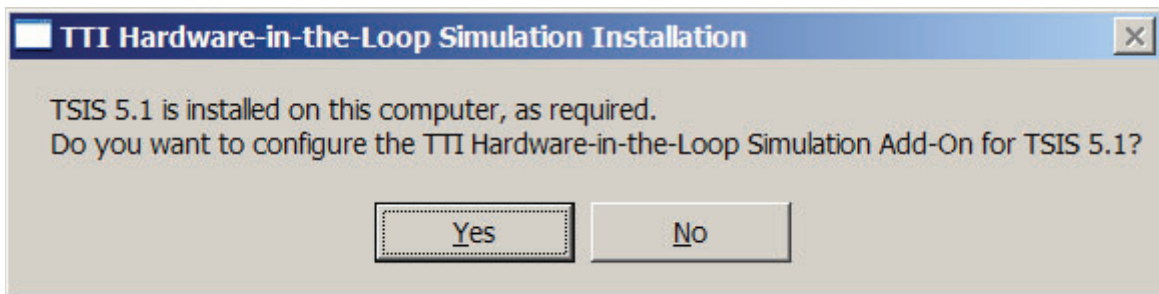 TTI Hardware-in-the-Loop Simulation Installation
TSIS 5.1 is installed on this computer, as required.
Do you want to configure the TTI Hardware-in-the-Loop Simulation Add-On for TSIS 5.1?
Yes No